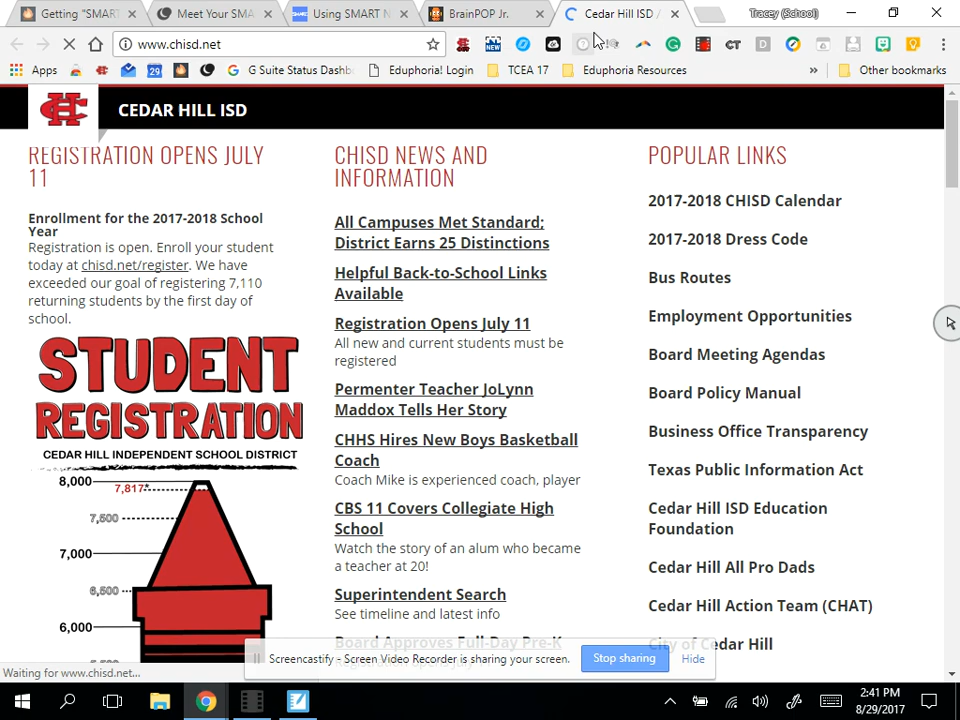 Getting "SMART
Meet Your SMA
Using SMART N
BrainPOP Jr.
Cedar Hill ISD /
Tracey (School)
www.chisd.net
Apps
29
G Suite Status Dashb
Eduphoria! Login
TCEA 17
Eduphoria Resources
»
Other bookmarks
CEDAR HILL ISD
REGISTRATION OPENS JULY
11
Enrollment for the 2017-2018 School
Year
Registration is open. Enroll your student
today at chisd.net/register. We have
exceeded our goal of registering 7,110
returning students by the first day of
school.
STUDENT
REGISTRATION
CEDAR HILL INDEPENDENT SCHOOL DISTRICT
8,000
7,817*
7,500
7,000
6,500
6,000
CHISD NEWS AND
INFORMATION
All Campuses Met Standard;
District Earns 25 Distinctions
Helpful Back-to-School Links
Available
Registration Opens July 11
All new and current students must be
registered
Permenter Teacher JoLynn
Maddox Tells Her Story
CHHS Hires New Boys Basketball
Coach
Coach Mike is experienced coach, player
CBS 11 Covers Collegiate High
School
Watch the story of an alum who became
a teacher at 20!
Superintendent Search
See timeline and latest info
Board Approves Full-Day Pre-K
POPULAR LINKS
2017-2018 CHISD Calendar
2017-2018 Dress Code
Bus Routes
Employment Opportunities
Board Meeting Agendas
Board Policy Manual
Business Office Transparency
Texas Public Information Act
Cedar Hill ISD Education
Foundation
Cedar Hill All Pro Dads
Cedar Hill Action Team (CHAT)
City of Cedar Hill
Screencastify - Screen Video Recorder is sharing your screen.
Stop sharing
Hide
Waiting for www.chisd.net...
2:41 PM
8/29/2017